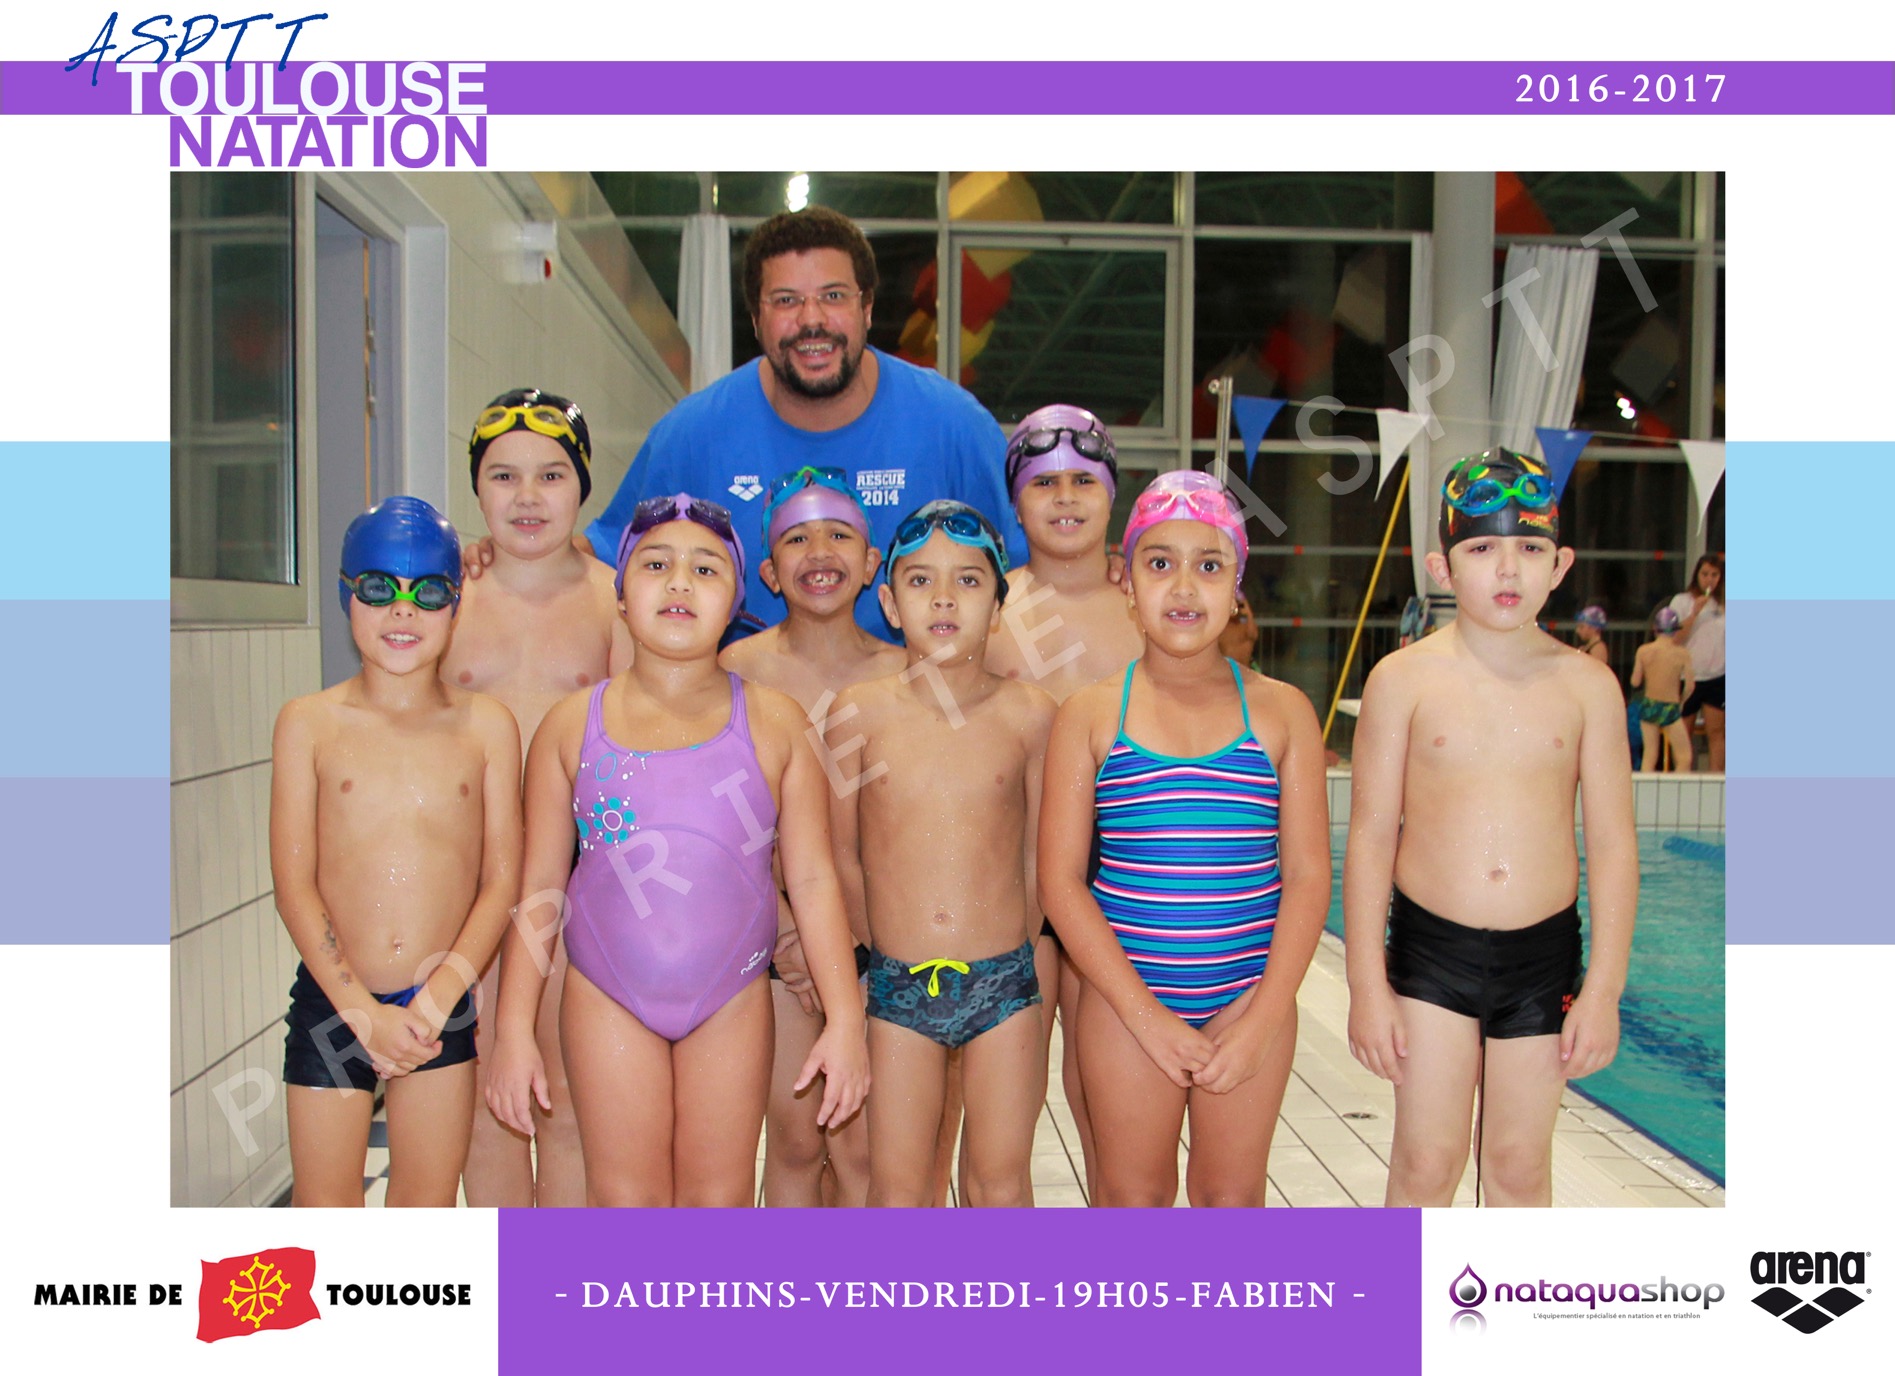 ASPTT
TOULOUSE
NATATION
2016-2017
arena
RESCUE
2014
PROPRIÉTÉ ASPTT
MAIRIE DE TOULOUSE
- DAUPHINS-VENDREDI-19H05-FABIEN -
nataquashop
L'équipementier spécialisé en natation et en triathlon
arena